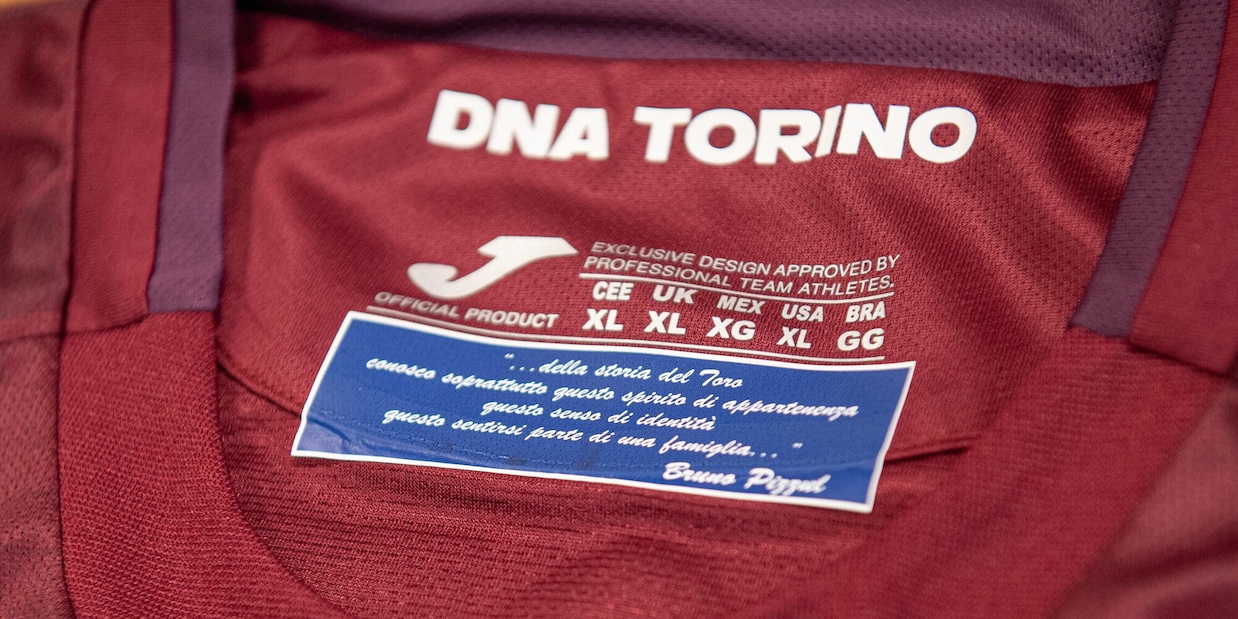 DNA TORINO
EXCLUSIVE DESIGN APPROVED BY
PROFESSIONAL TEAM ATHLETES.
CEE UK MEX USA BRA
XL XL XG XL GG
OFFICIAL PRODUCT
"...della storia del Toro
conosco soprattutto questo spirito di appartenenza
questo senso di identità
questo sentirsi parte di una famiglia..."
Bruno Pizzul